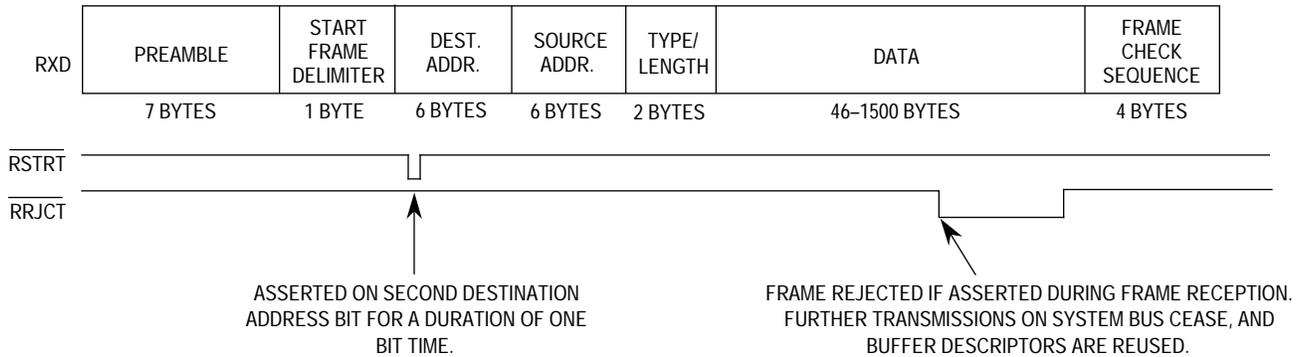 RXD
PREAMBLE
START
FRAME
DELIMITER
DEST.
ADDR.
SOURCE
ADDR.
TYPE/
LENGTH
DATA
FRAME
CHECK
SEQUENCE
7 BYTES
1 BYTE
6 BYTES
6 BYTES
2 BYTES
46–1500 BYTES
4 BYTES
RSTRT
RRJCT
ASSERTED ON SECOND DESTINATION
ADDRESS BIT FOR A DURATION OF ONE
BIT TIME.
FRAME REJECTED IF ASSERTED DURING FRAME RECEPTION.
FURTHER TRANSMISSIONS ON SYSTEM BUS CEASE, AND
BUFFER DESCRIPTORS ARE REUSED.